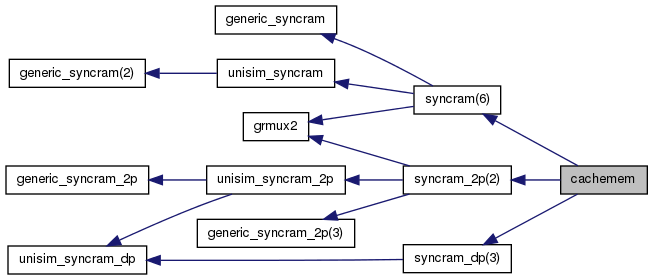 generic_syncram
generic_syncram(2)
unisim_syncram
syncram(6)
grmux2
generic_syncram_2p
unisim_syncram_2p
syncram_2p(2)
cachemem
generic_syncram_2p(3)
unisim_syncram_dp
syncram_dp(3)